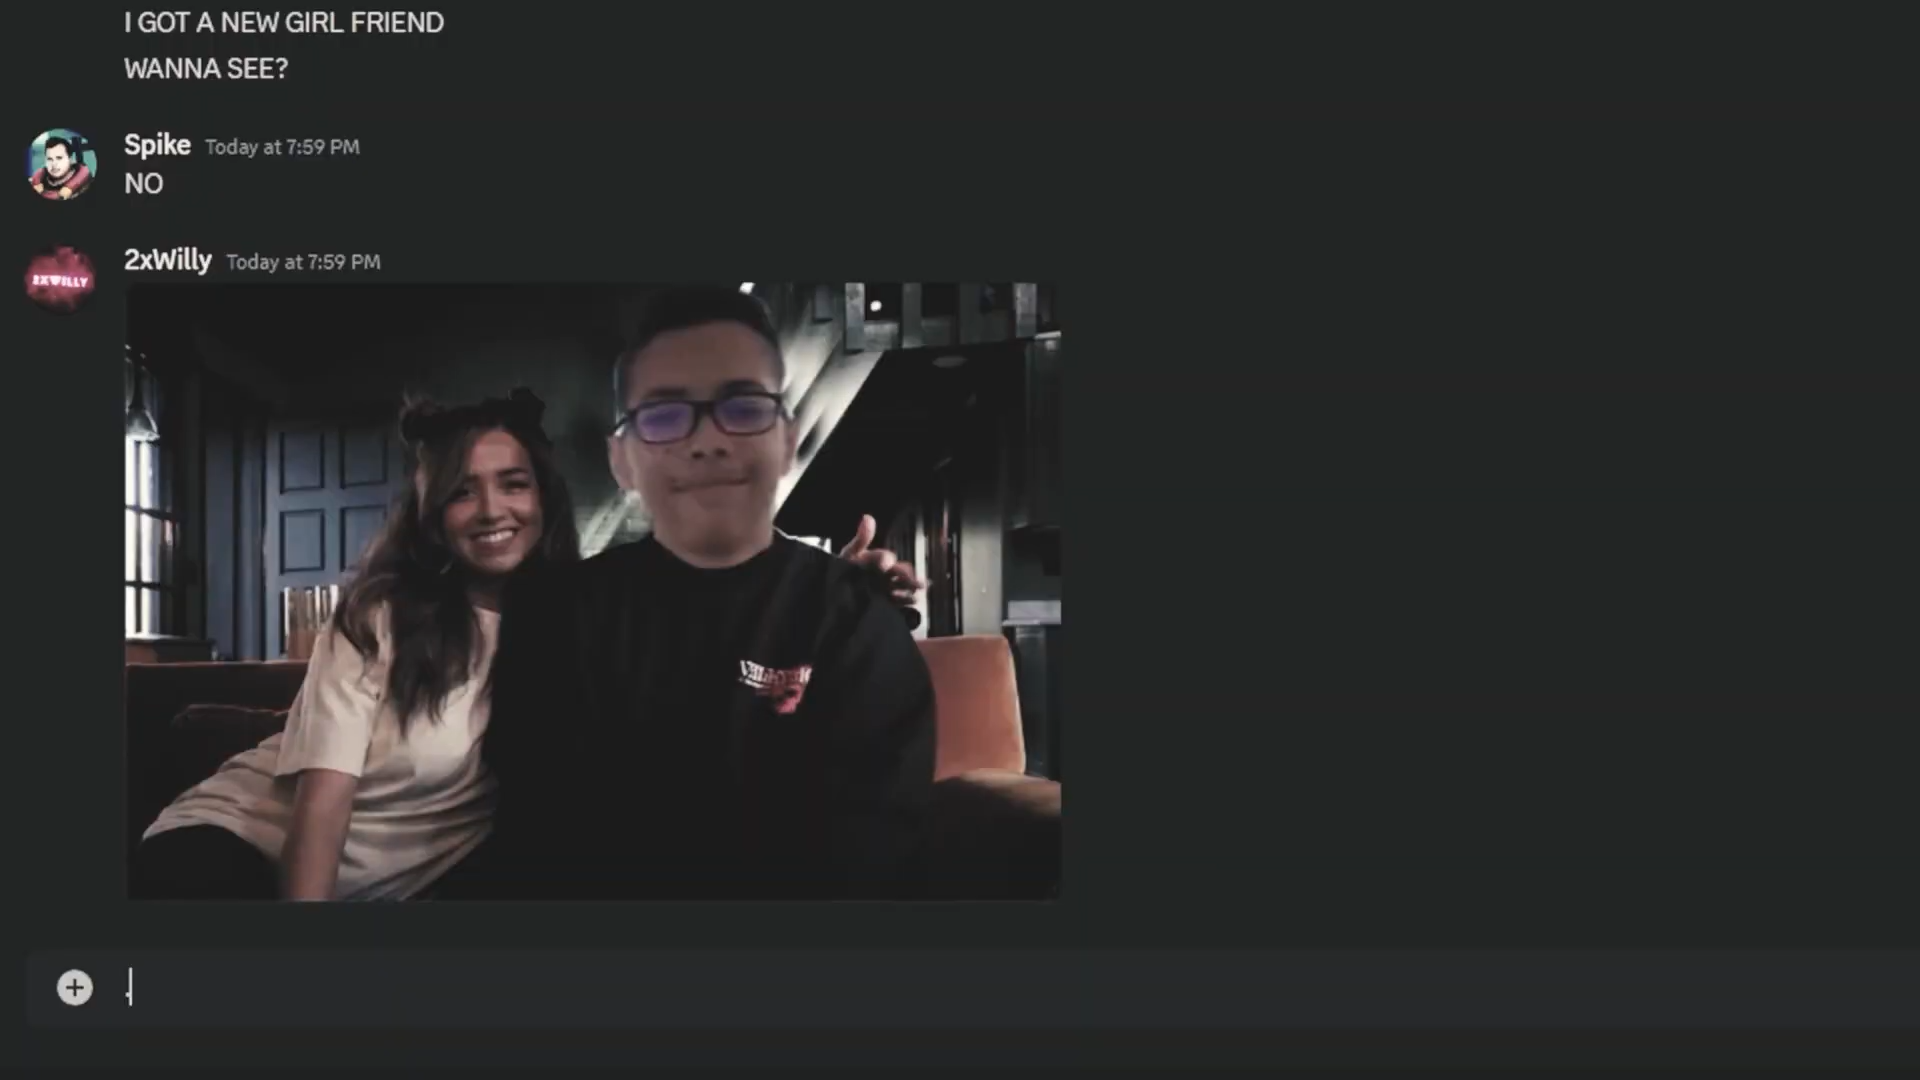 I GOT A NEW GIRL FRIEND
WANNA SEE?
Spike Today at 7:59 PM
NO
2xWilly Today at 7:59 PM
2XWILLY
.